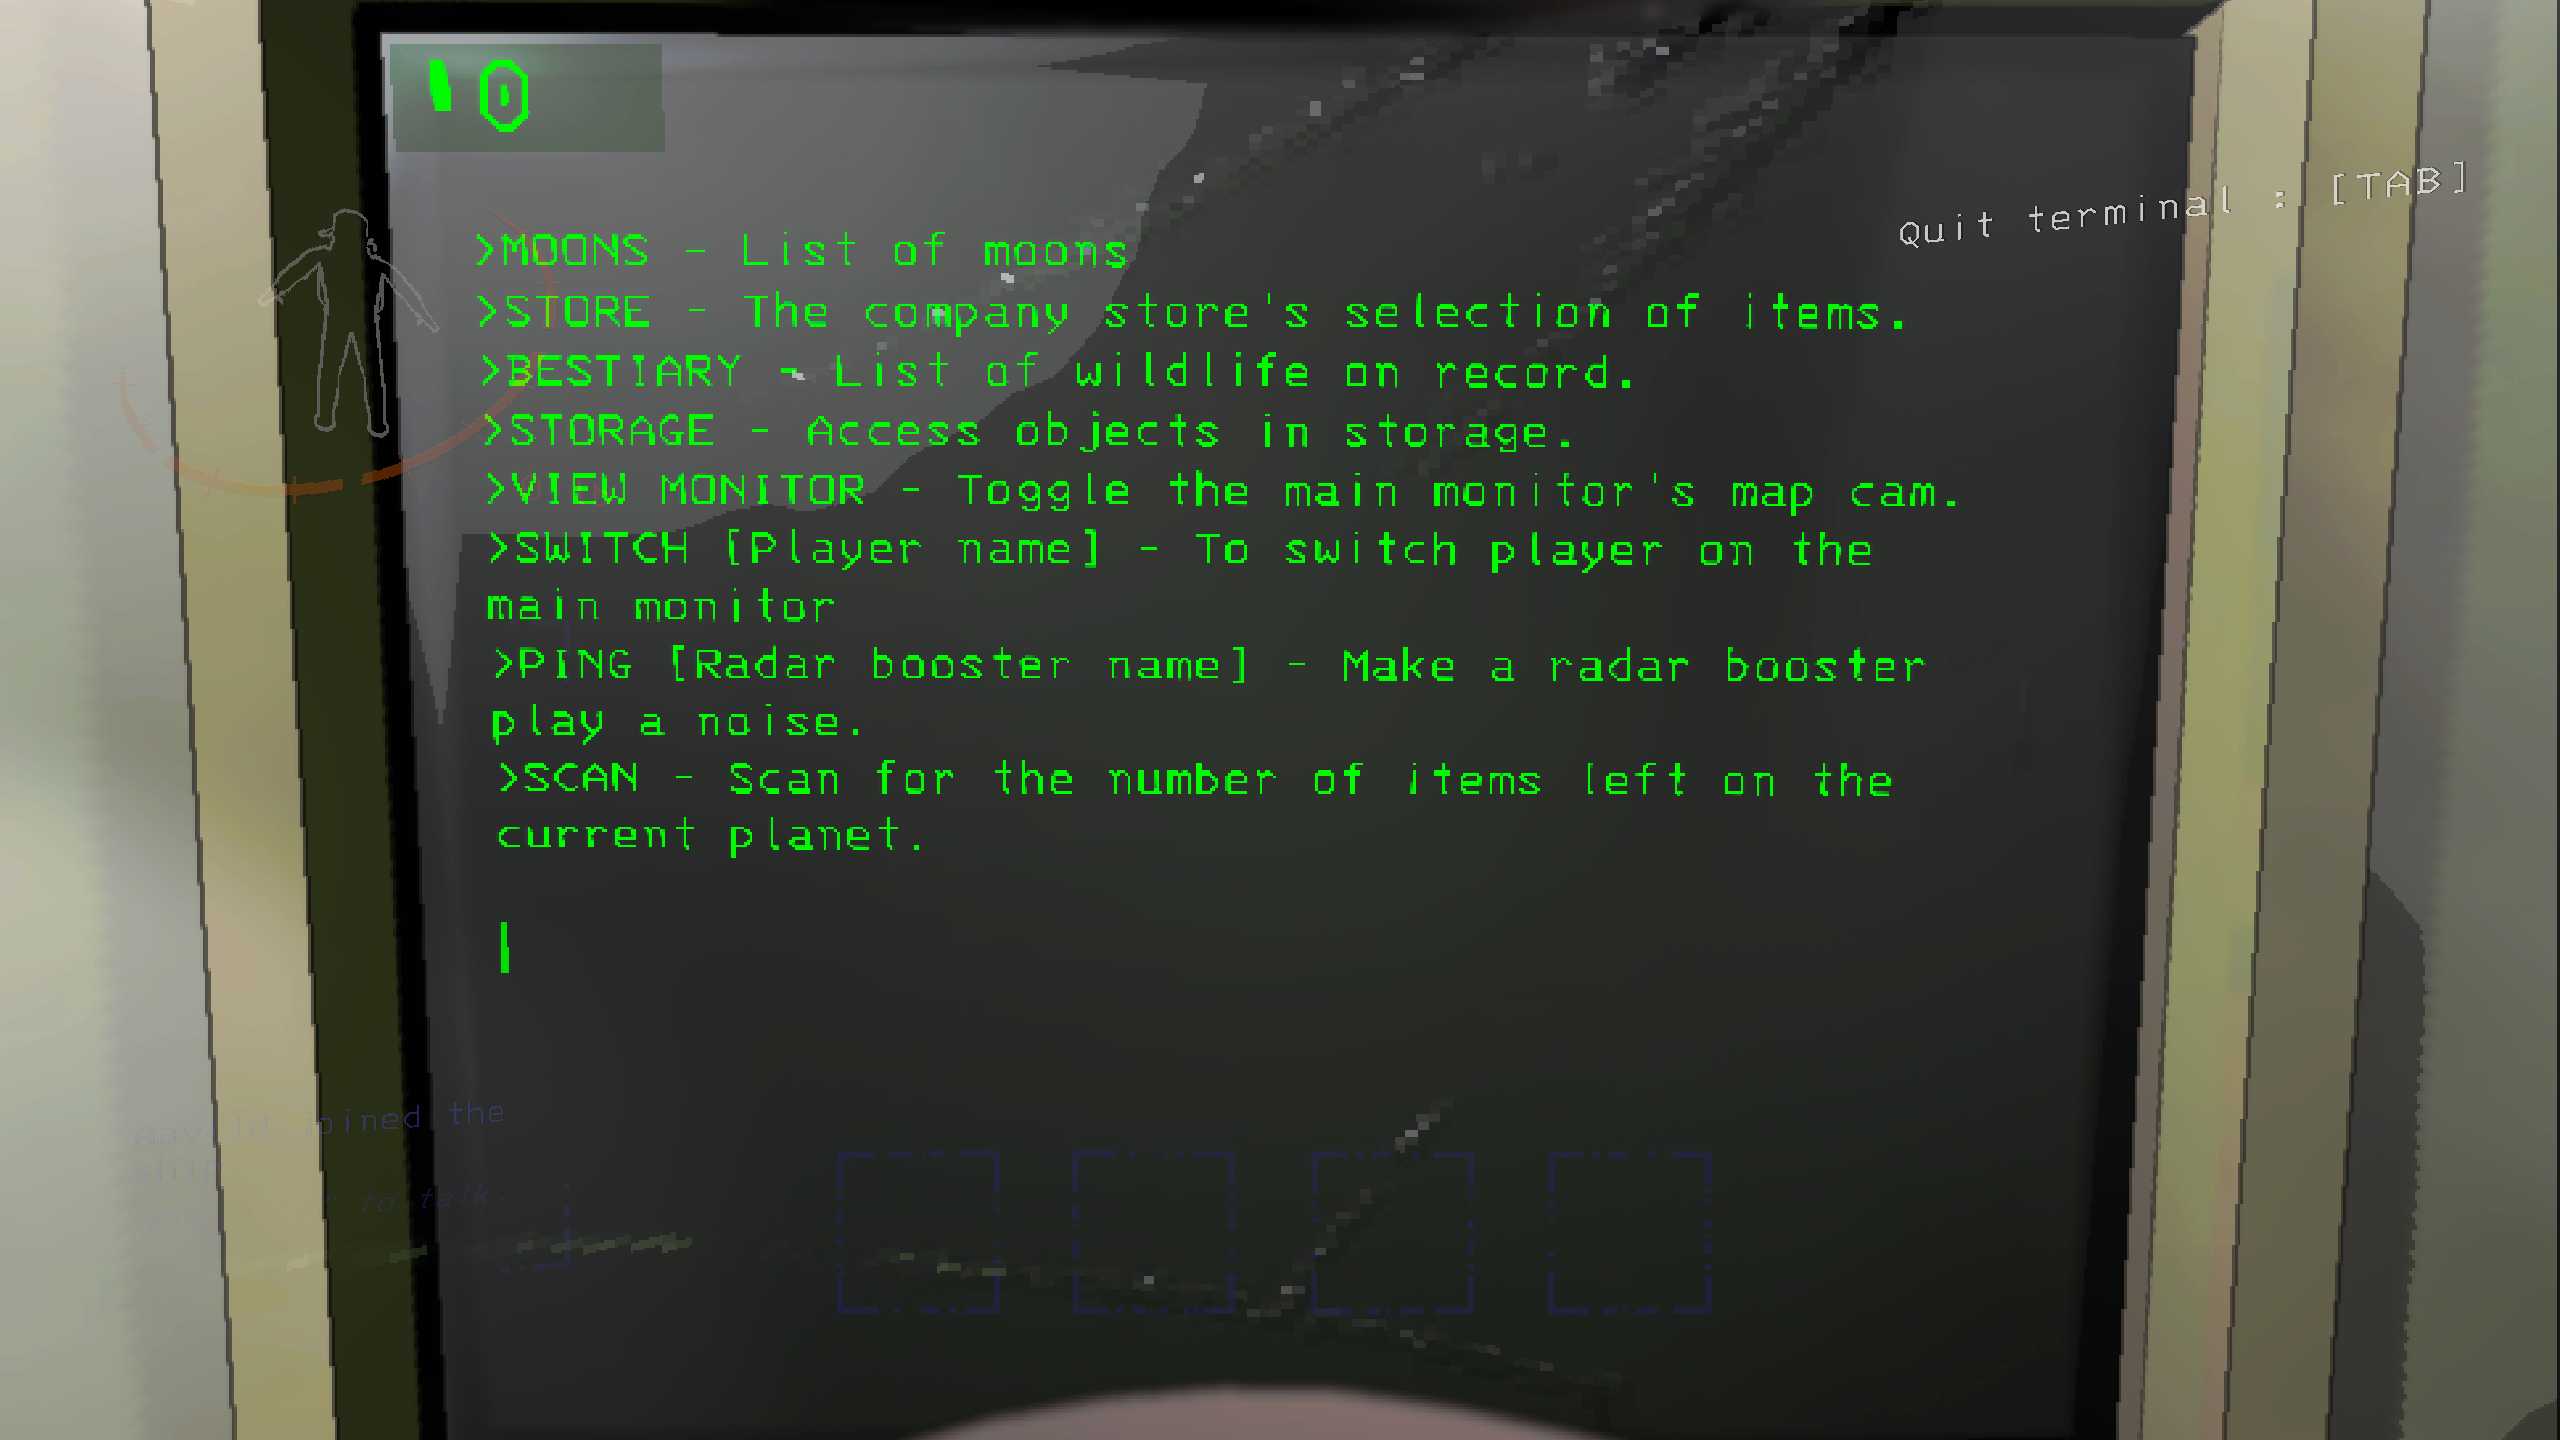 0
Quit terminal : [TAB]
>MOONS - List of moons
>STORE - The company store's selection of items.
>BESTIARY - List of wildlife on record.
>STORAGE - Access objects in storage.
>VIEW MONITOR - Toggle the main monitor's map cam.
>SWITCH [Player name] - To switch player on the
main monitor
>PING [Radar booster name] - Make a radar booster
play a noise.
>SCAN - Scan for the number of items left on the
current planet.
joined the
ship.
" to talk.